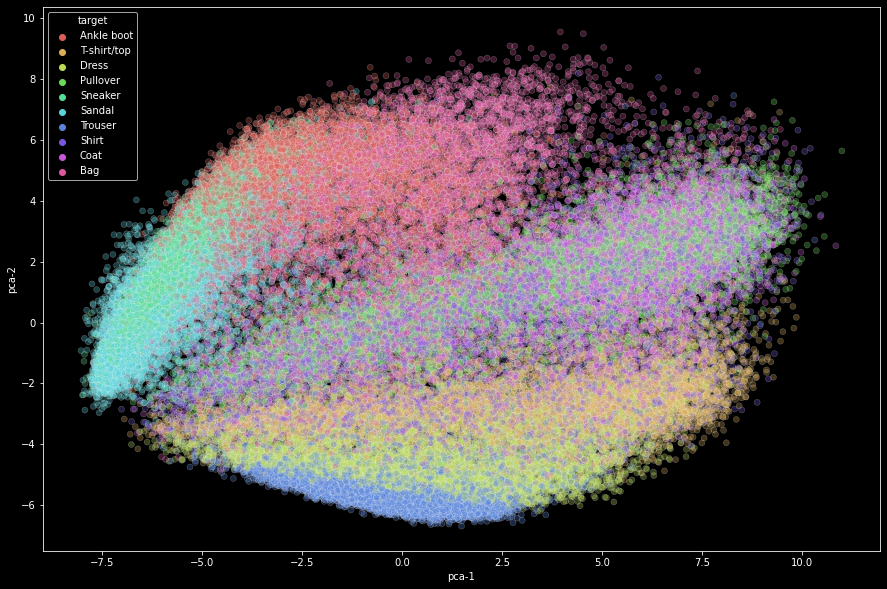 target
Ankle boot
T-shirt/top
Dress
Pullover
Sneaker
Sandal
Trouser
Shirt
Coat
Bag
10
8
6
4
2
0
−2
−4
−6
pca-2
−7.5 −5.0 −2.5 0.0 2.5 5.0 7.5 10.0
pca-1